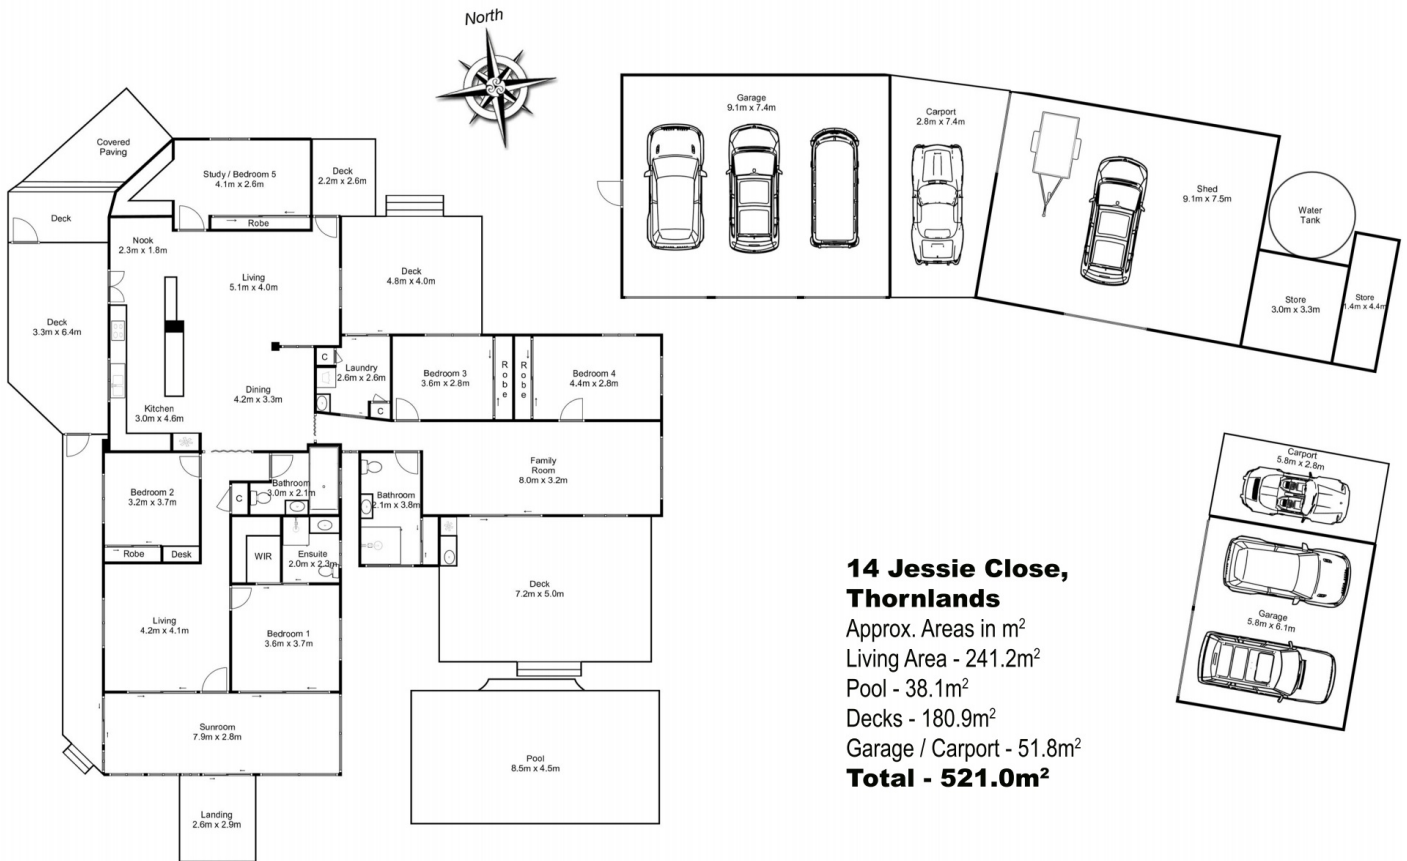 North
Covered
Paving
Study / Bedroom 5
4.1m x 2.6m
Deck
2.2m x 2.6m
Robe
Deck
Nook
2.3m x 1.8m
Living
5.1m x 4.0m
Deck
4.8m x 4.0m
Deck
3.3m x 6.4m
C
Laundry
2.6m x 2.6m
C
Bedroom 3
3.6m x 2.8m
Robe
Robe
Bedroom 4
4.4m x 2.8m
Dining
4.2m x 3.3m
Kitchen
3.0m x 4.6m
Family
Room
8.0m x 3.2m
Bedroom 2
3.2m x 3.7m
Robe
Desk
C
Bathroom
3.0m x 2.1m
Bathroom
2.1m x 3.8m
WIR
Ensuite
2.0m x 2.3m
Deck
7.2m x 5.0m
Living
4.2m x 4.1m
Bedroom 1
3.6m x 3.7m
Sunroom
7.9m x 2.8m
Pool
8.5m x 4.5m
Landing
2.6m x 2.9m
Garage
9.1m x 7.4m
Carport
2.8m x 7.4m
Shed
9.1m x 7.5m
Water
Tank
Store
3.0m x 3.3m
Store
1.4m x 4.4m
Carport
5.8m x 2.8m
Garage
5.8m x 6.1m
14 Jessie Close,
Thornlands
Approx. Areas in m²
Living Area - 241.2m²
Pool - 38.1m²
Decks - 180.9m²
Garage / Carport - 51.8m²
Total - 521.0m²